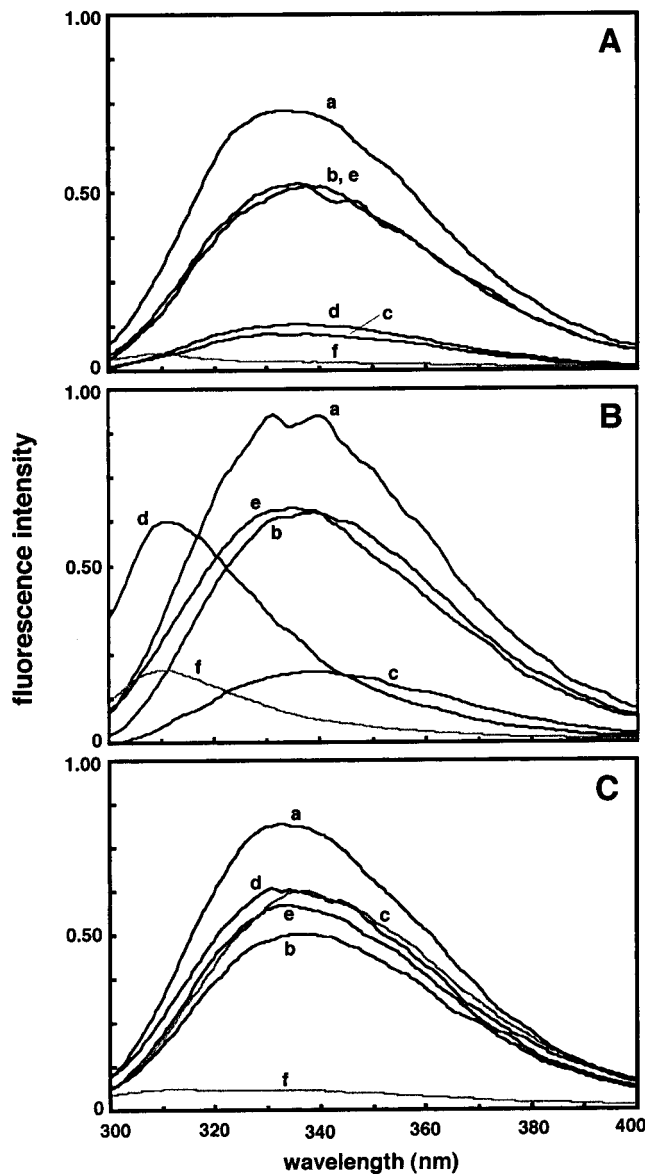 1.00
A
a
b, e
0.50
d
c
f
0
1.00
B
a
e
d
b
0.50
f
c
0
1.00
C
a
d
c
e
0.50
b
f
0
300
320
340
360
380
400
wavelength (nm)
fluorescence intensity